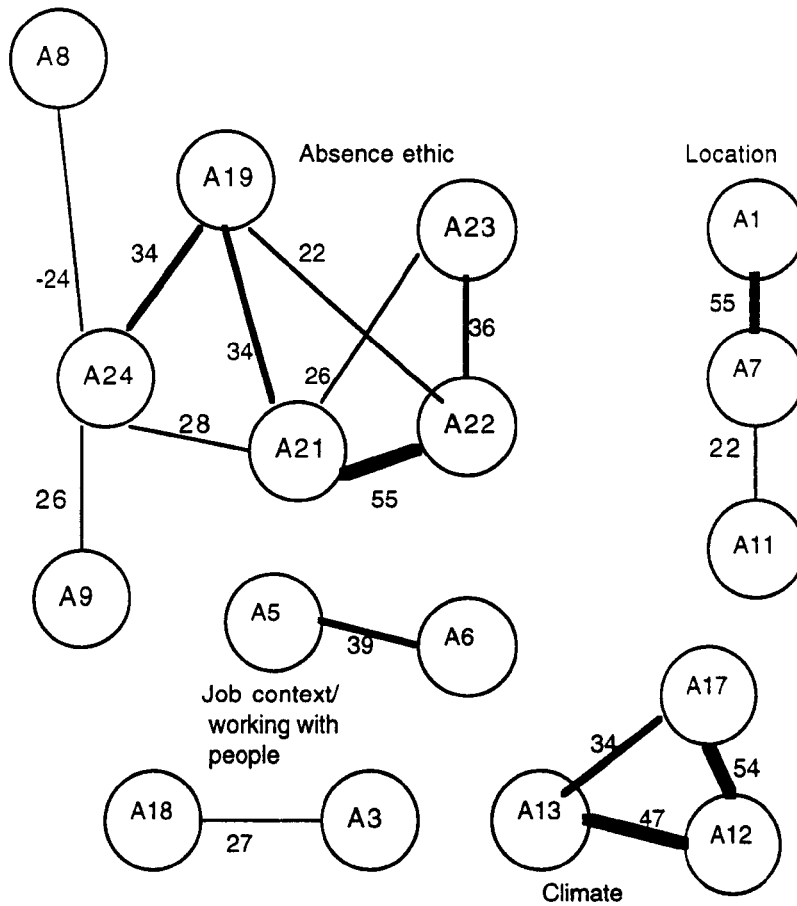 A8
Absence ethic
Location
A19
A23
A1
34
22
-24
55
36
34
A7
A24
26
28
A22
A21
22
55
26
A11
A9
A5
39
A6
Job context/
working with
people
A17
34
54
A18
A3
A13
47
A12
27
Climate